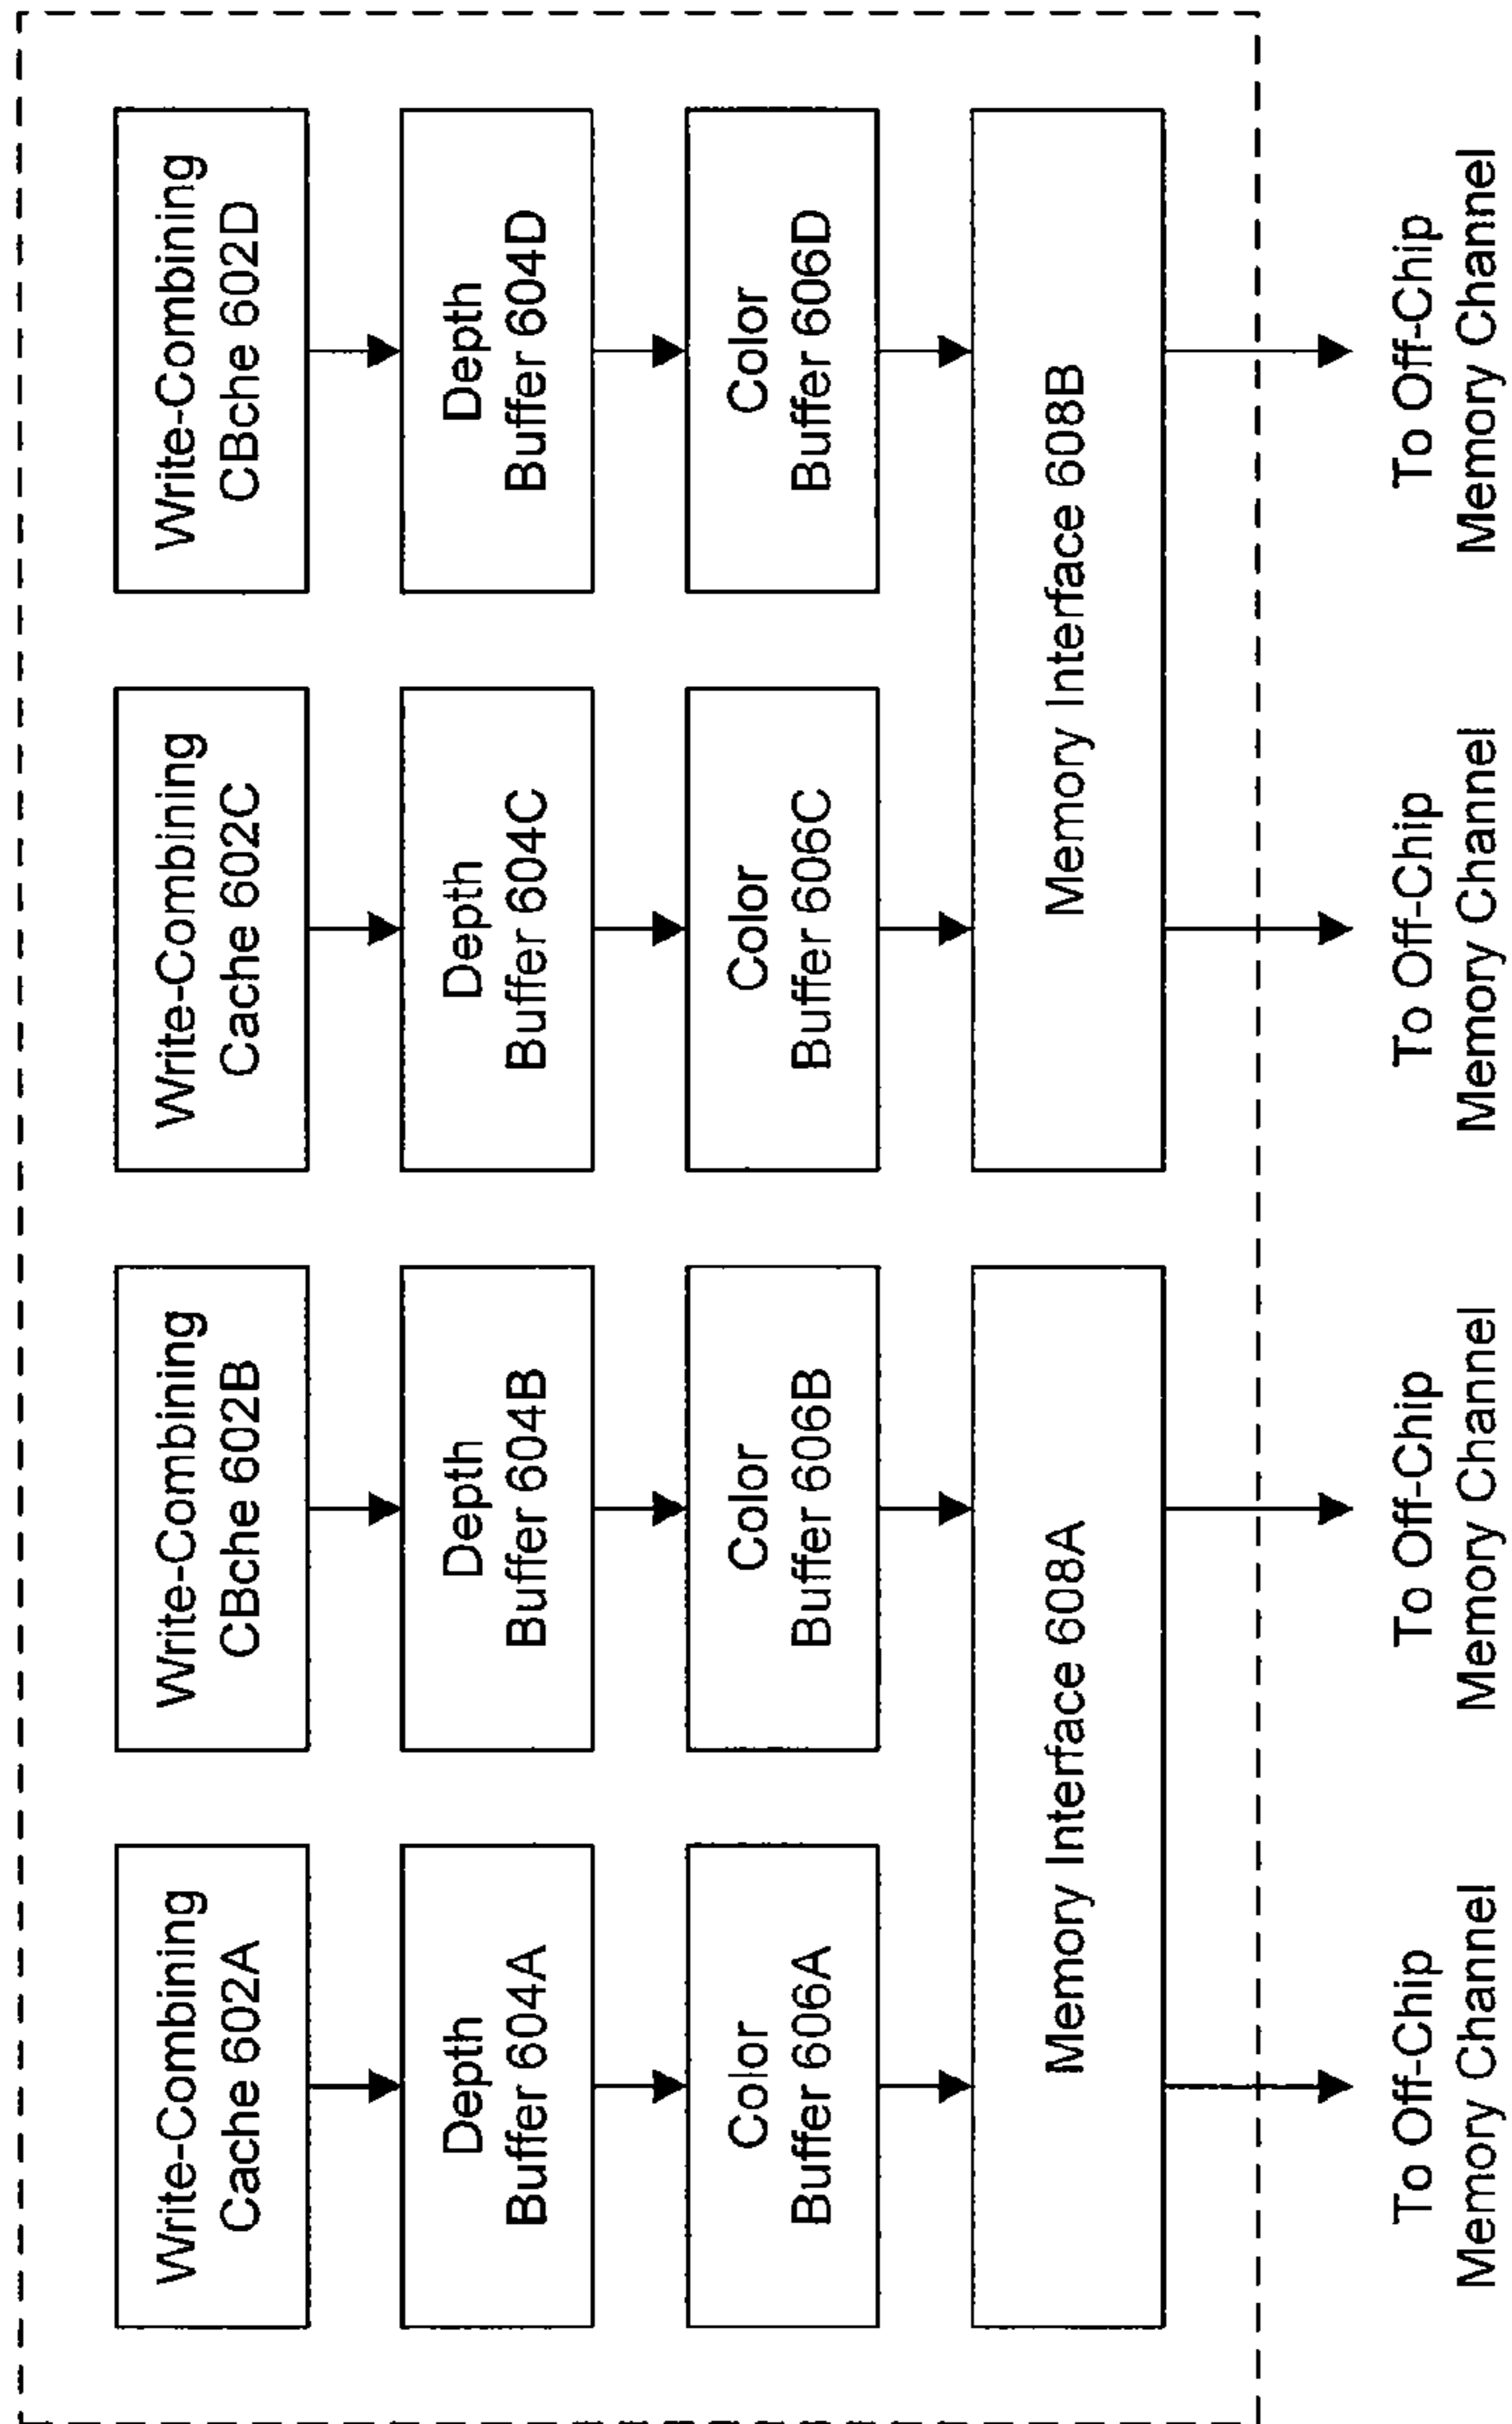 Write-Combining
Cache 602A
Write-Combining
CBche 602B
Write-Combining
Cache 602C
Write-Combining
CBche 602D
Depth
Buffer 604A
Depth
Buffer 604B
Depth
Buffer 604C
Depth
Buffer 604D
Color
Buffer 606A
Color
Buffer 606B
Color
Buffer 606C
Color
Buffer 606D
Memory Interface 608A
Memory Interface 608B
To Off-Chip
Memory Channel
To Off-Chip
Memory Channel
To Off-Chip
Memory Channel
To Off-Chip
Memory Channel